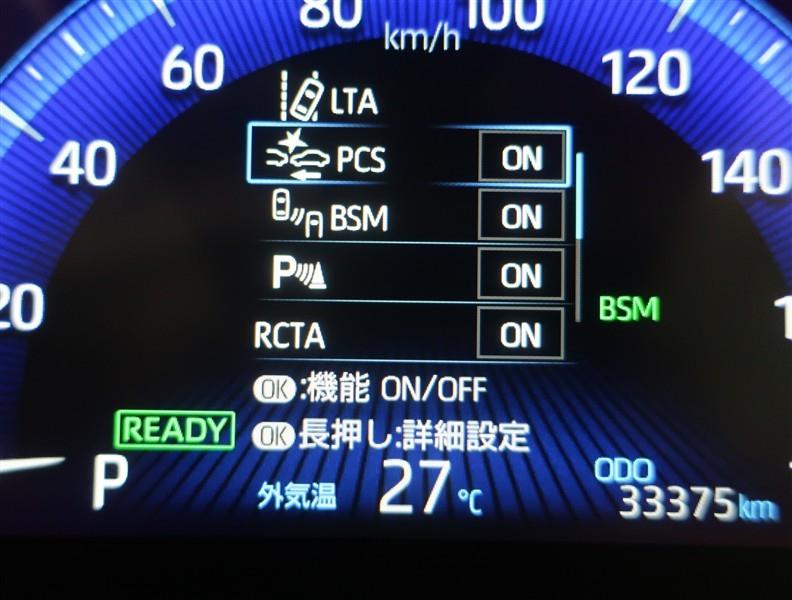 80 100
km/h
60 120
LTA
40 PCS ON 140
BSM ON
P ON
20 BSM
RCTA ON
OK:機能 ON/OFF
READY OK長押し:詳細設定
P 外気温 27℃ ODO
33375km